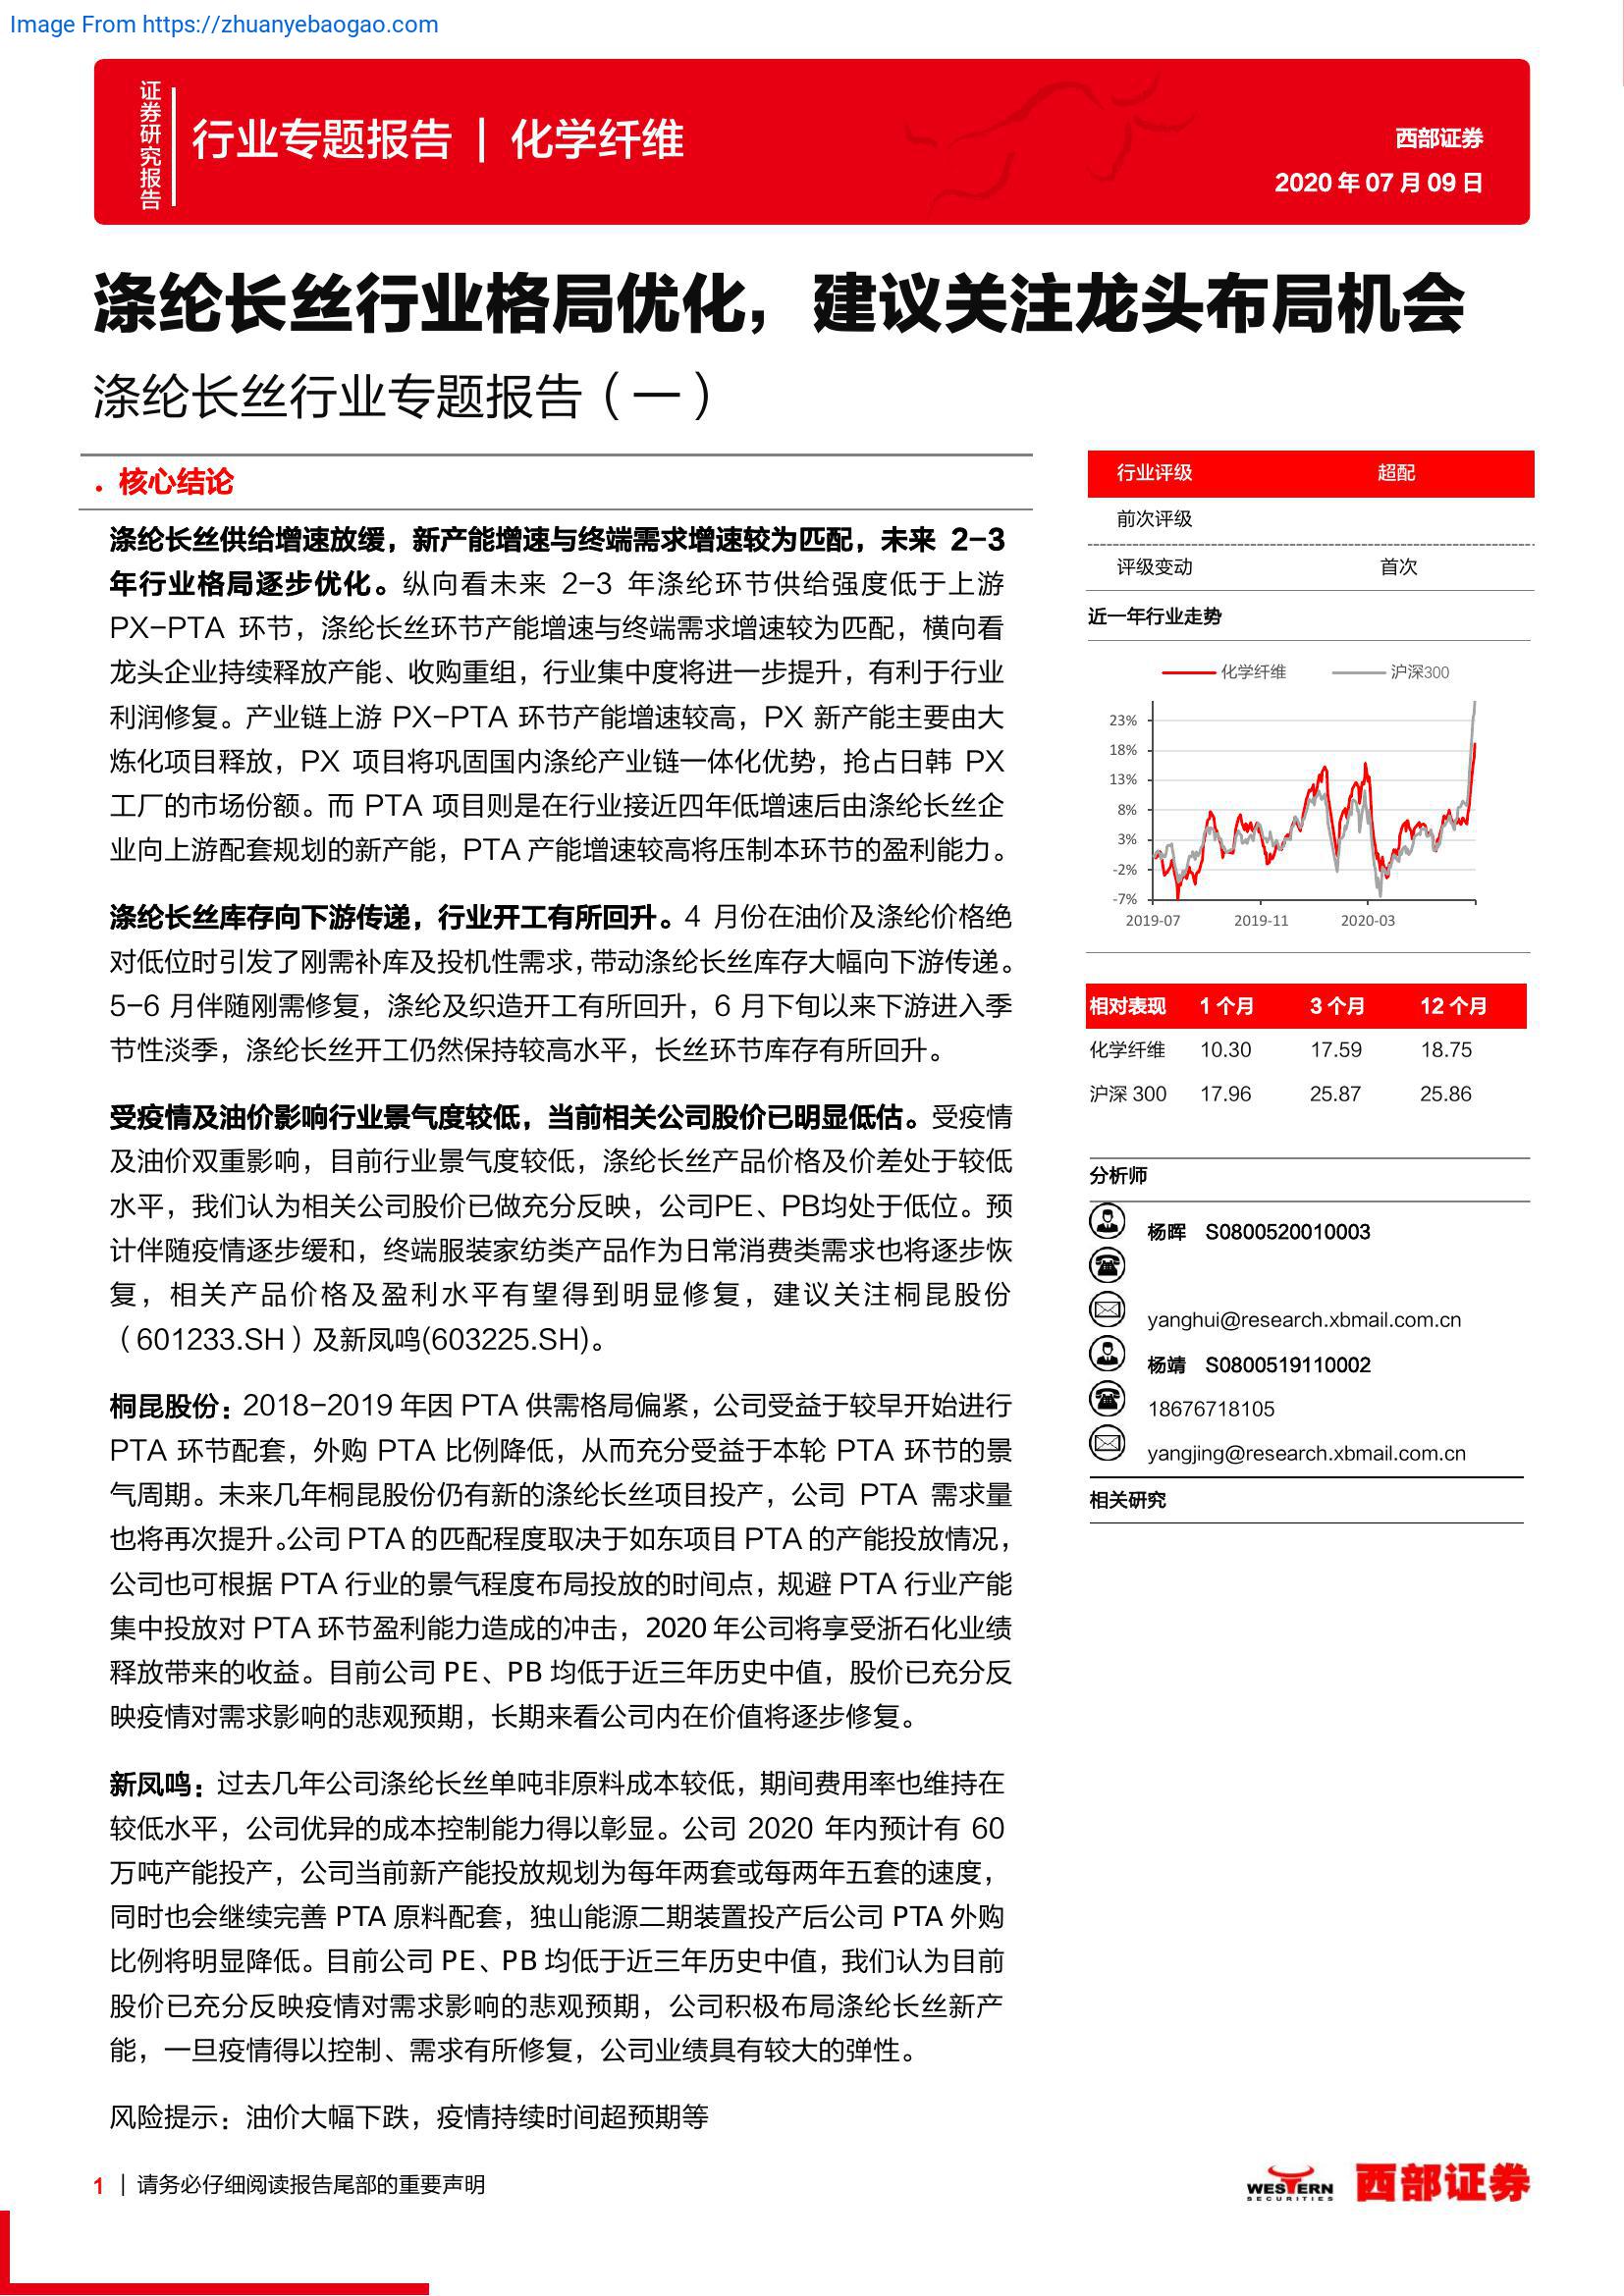 Image From https://zhuanyebaogao.com
证券研究报告
行业专题报告 | 化学纤维
西部证券
2020 年 07 月 09 日
涤纶长丝行业格局优化，建议关注龙头布局机会
涤纶长丝行业专题报告（一）
• 核心结论
涤纶长丝供给增速放缓，新产能增速与终端需求增速较为匹配，未来 2-3
年行业格局逐步优化。纵向看未来 2-3 年涤纶环节供给强度低于上游
PX-PTA 环节，涤纶长丝环节产能增速与终端需求增速较为匹配，横向看
龙头企业持续释放产能、收购重组，行业集中度将进一步提升，有利于行业
利润修复。产业链上游 PX-PTA 环节产能增速较高，PX 新产能主要由大
炼化项目释放，PX 项目将巩固国内涤纶产业链一体化优势，抢占日韩 PX
工厂的市场份额。而 PTA 项目则是在行业接近四年低增速后由涤纶长丝企
业向上游配套规划的新产能，PTA 产能增速较高将压制本环节的盈利能力。
涤纶长丝库存向下游传递，行业开工有所回升。4 月份在油价及涤纶价格绝
对低位时引发了刚需补库及投机性需求，带动涤纶长丝库存大幅向下游传递。
5-6 月伴随刚需修复，涤纶及织造开工有所回升，6 月下旬以来下游进入季
节性淡季，涤纶长丝开工仍然保持较高水平，长丝环节库存有所回升。
受疫情及油价影响行业景气度较低，当前相关公司股价已明显低估。受疫情
及油价双重影响，目前行业景气度较低，涤纶长丝产品价格及价差处于较低
水平，我们认为相关公司股价已做充分反映，公司PE、PB均处于低位。预
计伴随疫情逐步缓和，终端服装家纺类产品作为日常消费类需求也将逐步恢
复，相关产品价格及盈利水平有望得到明显修复，建议关注桐昆股份
（601233.SH）及新凤鸣(603225.SH)。
桐昆股份：2018-2019 年因 PTA 供需格局偏紧，公司受益于较早开始进行
PTA 环节配套，外购 PTA 比例降低，从而充分受益于本轮 PTA 环节的景
气周期。未来几年桐昆股份仍有新的涤纶长丝项目投产，公司 PTA 需求量
也将再次提升。公司 PTA 的匹配程度取决于如东项目 PTA 的产能投放情况，
公司也可根据 PTA 行业的景气程度布局投放的时间点，规避 PTA 行业产能
集中投放对 PTA 环节盈利能力造成的冲击，2020 年公司将享受浙石化业绩
释放带来的收益。目前公司 PE、PB 均低于近三年历史中值，股价已充分反
映疫情对需求影响的悲观预期，长期来看公司内在价值将逐步修复。
新凤鸣：过去几年公司涤纶长丝单吨非原料成本较低，期间费用率也维持在
较低水平，公司优异的成本控制能力得以彰显。公司 2020 年内预计有 60
万吨产能投产，公司当前新产能投放规划为每年两套或每两年五套的速度，
同时也会继续完善 PTA 原料配套，独山能源二期装置投产后公司 PTA 外购
比例将明显降低。目前公司 PE、PB 均低于近三年历史中值，我们认为目前
股价已充分反映疫情对需求影响的悲观预期，公司积极布局涤纶长丝新产
能，一旦疫情得以控制、需求有所修复，公司业绩具有较大的弹性。
风险提示：油价大幅下跌，疫情持续时间超预期等
行业评级 超配
前次评级
评级变动 首次
近一年行业走势
化学纤维 沪深300
23%
18%
13%
8%
3%
-2%
-7%
2019-07 2019-11 2020-03
相对表现 1 个月 3 个月 12 个月
化学纤维 10.30 17.59 18.75
沪深 300 17.96 25.87 25.86
分析师
杨晖 S0800520010003
yanghui@research.xbmail.com.cn
杨靖 S0800519110002
18676718105
yangjing@research.xbmail.com.cn
相关研究
1 | 请务必仔细阅读报告尾部的重要声明
WESTERN
SECURITIES
西部证券